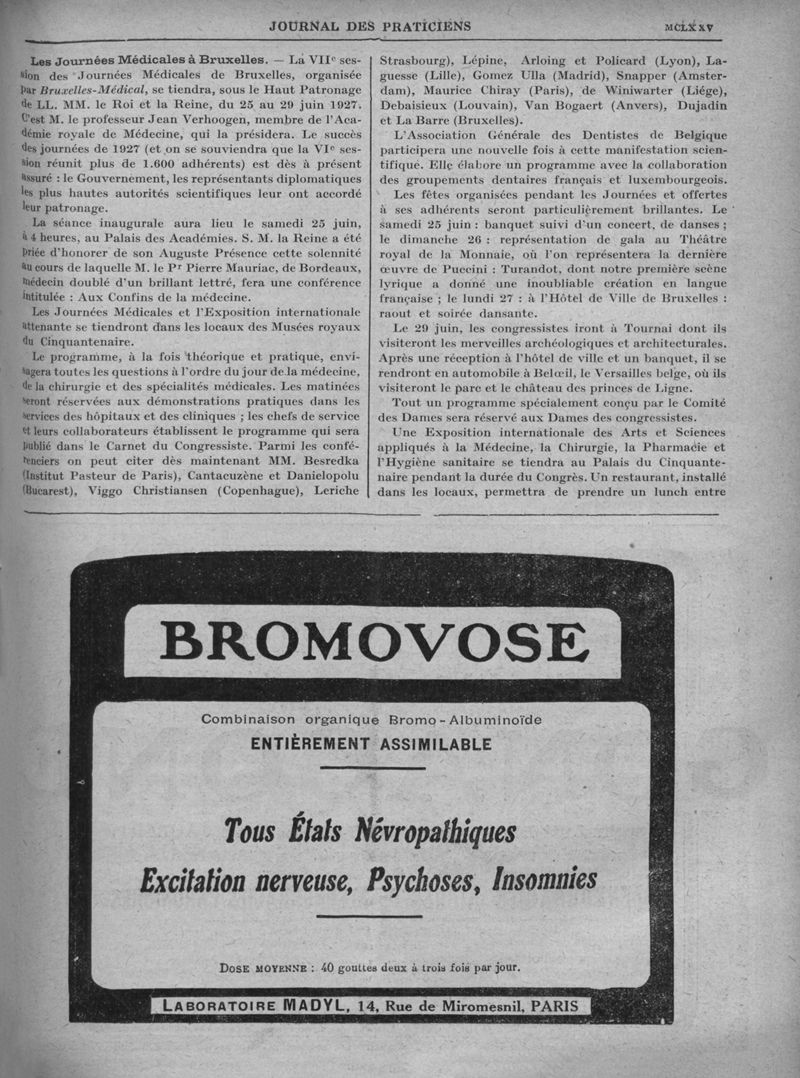 JOURNAL DES PRATICIENS
MCLXXV
Les Journées Médicales à Bruxelles. — La VIIe ses-
sion des Journées Médicales de Bruxelles, organisée
par Bruxelles-Médical, se tiendra, sous le Haut Patronage
de LL. MM. le Roi et la Reine, du 25 au 29 juin 1927.
C'est M. le professeur Jean Verhoogen, membre de l'Aca-
démie royale de Médecine, qui la présidera. Le succès
des journées de 1927 (et on se souviendra que la VIe ses-
sion réunit plus de 1.600 adhérents) est dès à présent
assuré : le Gouvernement, les représentants diplomatiques
les plus hautes autorités scientifiques leur ont accordé
leur patronage.
La séance inaugurale aura lieu le samedi 25 juin,
à 4 heures, au Palais des Académies. S. M. la Reine a été
priée d'honorer de son Auguste Présence cette solennité
au cours de laquelle M. le Pr Pierre Mauriac, de Bordeaux,
médecin doublé d'un brillant lettré, fera une conférence
intitulée : Aux Confins de la médecine.
Les Journées Médicales et l'Exposition internationale
attenante se tiendront dans les locaux des Musées royaux
du Cinquantenaire.
Le programme, à la fois théorique et pratique, envi-
sagera toutes les questions à l'ordre du jour de la médecine,
de la chirurgie et des spécialités médicales. Les matinées
seront réservées aux démonstrations pratiques dans les
services des hôpitaux et des cliniques ; les chefs de service
et leurs collaborateurs établissent le programme qui sera
publié dans le Carnet du Congressiste. Parmi les confé-
renciers on peut citer dès maintenant MM. Besredka
(Institut Pasteur de Paris), Cantacuzène et Danielopolu
(Bucarest), Viggo Christiansen (Copenhague), Leriche
Strasbourg), Lépine, Arloing et Policard (Lyon), La-
guesse (Lille), Gomez Ulla (Madrid), Snapper (Amster-
dam), Maurice Chiray (Paris), de Winiwarter (Liége),
Debaisieux (Louvain), Van Bogaert (Anvers), Dujadin
et La Barre (Bruxelles).
L'Association Générale des Dentistes de Belgique
participera une nouvelle fois à cette manifestation scien-
tifique. Elle élabore un programme avec la collaboration
des groupements dentaires français et luxembourgeois.
Les fêtes organisées pendant les Journées et offertes
à ses adhérents seront particulièrement brillantes. Le
samedi 25 juin : banquet suivi d'un concert, de danses ;
le dimanche 26 : représentation de gala au Théâtre
royal de la Monnaie, où l'on représentera la dernière
œuvre de Puccini : Turandot, dont notre première scène
lyrique a donné une inoubliable création en langue
française ; le lundi 27 : à l'Hôtel de Ville de Bruxelles :
raout et soirée dansante.
Le 29 juin, les congressistes iront à Tournai dont ils
visiteront les merveilles archéologiques et architecturales.
Après une réception à l'hôtel de ville et un banquet, il se
rendront en automobile à Belœil, le Versailles belge, où ils
visiteront le parc et le château des princes de Ligne.
Tout un programme spécialement conçu par le Comité
des Dames sera réservé aux Dames des congressistes.
Une Exposition internationale des Arts et Sciences
appliqués à la Médecine, la Chirurgie, la Pharmacie et
l'Hygiène sanitaire se tiendra au Palais du Cinquante-
naire pendant la durée du Congrès. Un restaurant, installé
dans les locaux, permettra de prendre un lunch entre
BROMOVOSE
Combinaison organique Bromo-Albuminoïde
ENTIÈREMENT ASSIMILABLE
Tous États Névropathiques
Excitation nerveuse, Psychoses, Insomnies
DOSE MOYENNE : 40 gouttes deux à trois fois par jour.
LABORATOIRE MADYL, 14, Rue de Miromesnil, PARIS